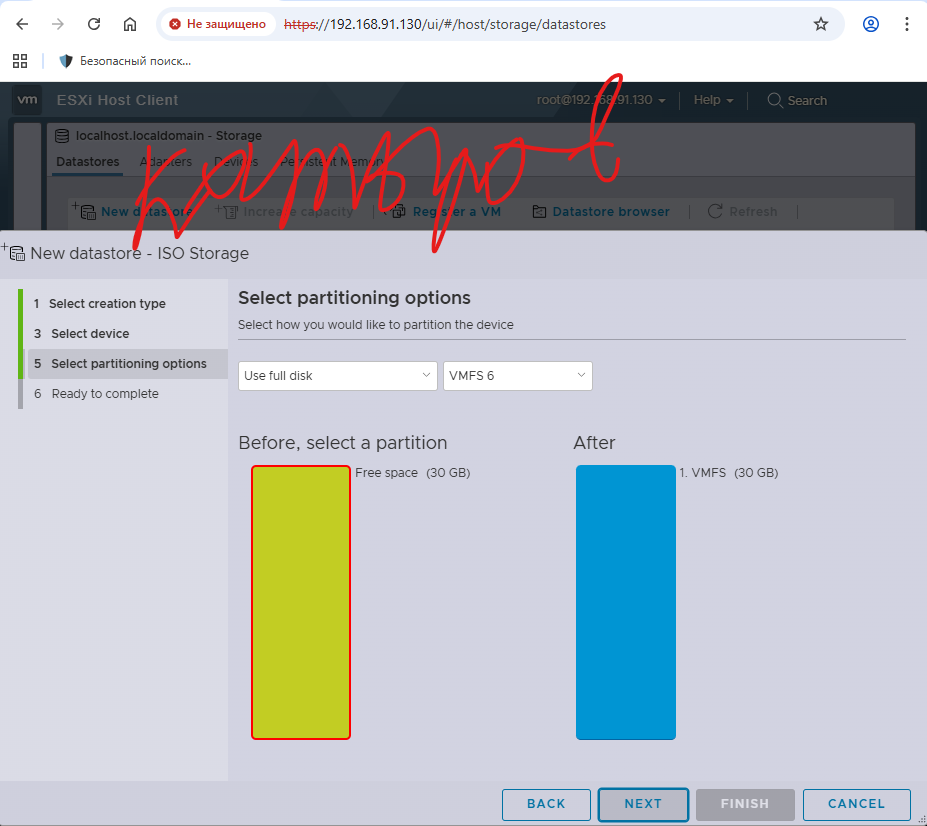 Не защищено https://192.168.91.130/ui/#/host/storage/datastores
Безопасный поиск...
vm ESXi Host Client root@192.168.91.130 Help Search
localhost.localdomain - Storage
Datastores Adapters Devices Persistent Memory
New datastore Increase capacity Register a VM Datastore browser Refresh
New datastore - ISO Storage
1 Select creation type
3 Select device
5 Select partitioning options
6 Ready to complete
Select partitioning options
Select how you would like to partition the device
Use full disk VMFS 6
Before, select a partition After
Free space (30 GB) 1. VMFS (30 GB)
BACK NEXT FINISH CANCEL